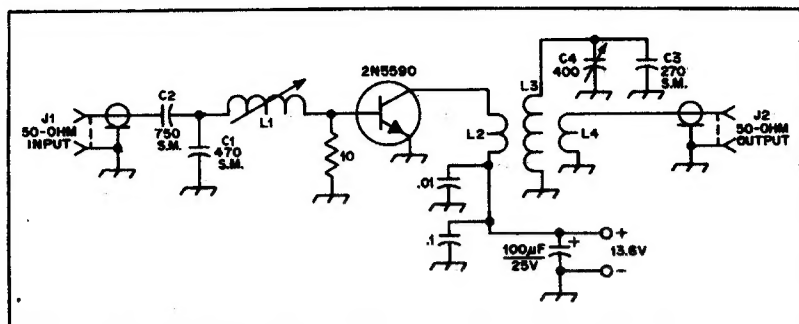 J1
50-OHM
INPUT
C2
750
S.M.
C1
470
S.M.
L1
10
2N5590
L2
L3
L4
C4
400
C3
270
S.M.
J2
50-OHM
OUTPUT
.01
.1
100µF
25V
+
+
13.6V
-